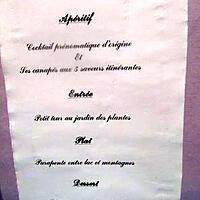 Apéritif
Cocktail prénomatique d'origine
Et
Ses canapés aux 5 saveurs itinérantes
Entrée
Petit tour au jardin des plantes
Plat
Parapente entre lac et montagnes
Dessert